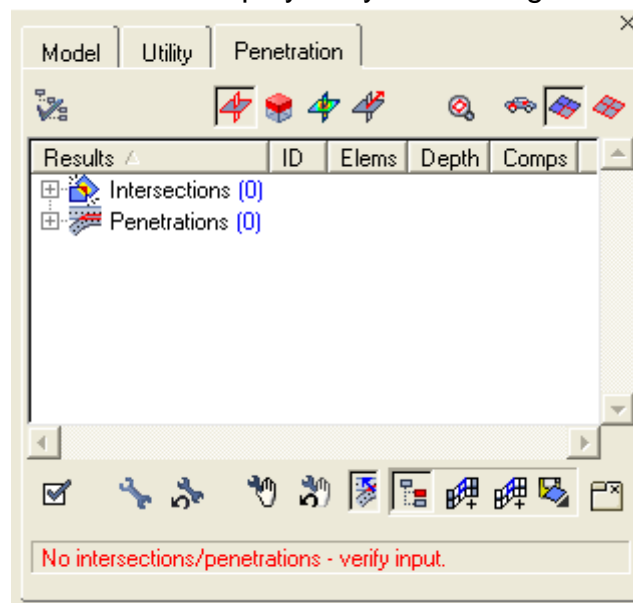 Model Utility Penetration
Results ID Elems Depth Comps
Intersections (0)
Penetrations (0)
No intersections/penetrations - verify input.